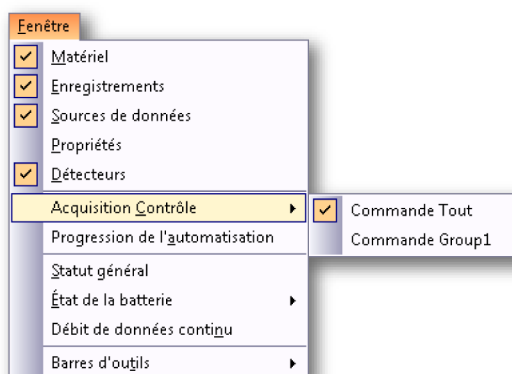 Fenêtre
Matériel
Enregistrements
Sources de données
Propriétés
Détecteurs
Acquisition Contrôle
Commande Tout
Commande Group1
Progression de l'automatisation
Statut général
État de la batterie
Débit de données continu
Barres d'outils